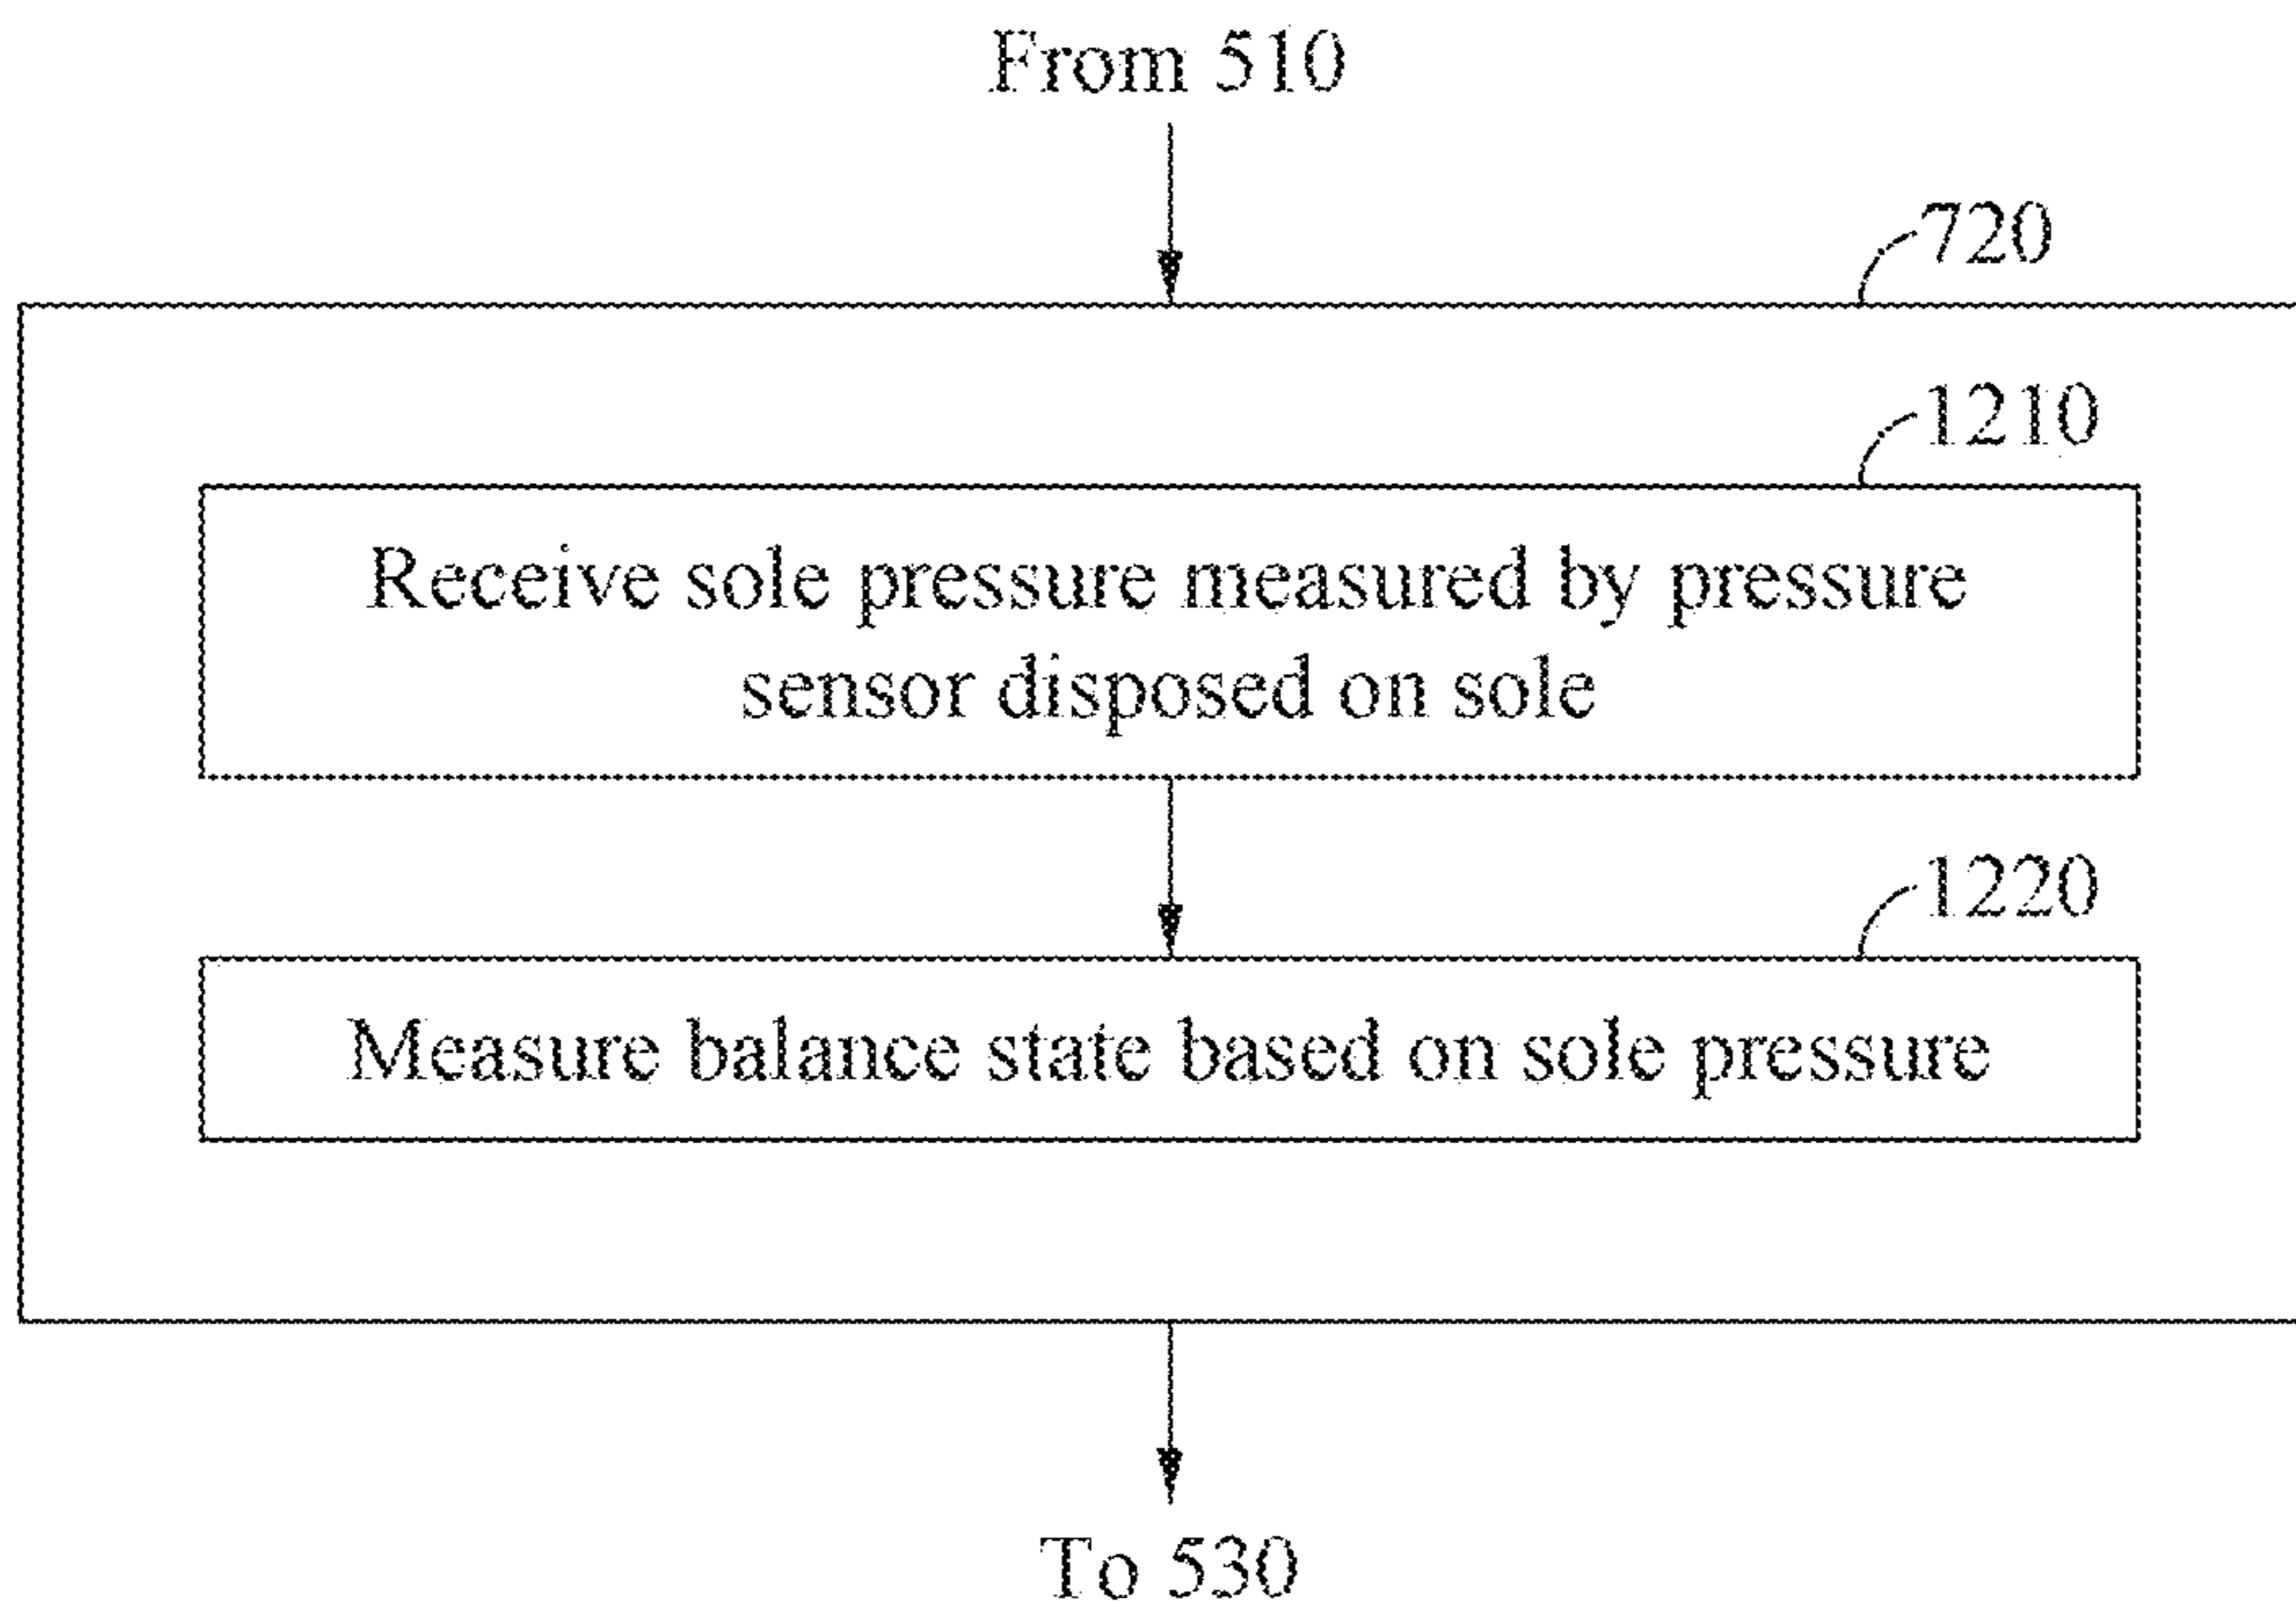 From 510
720
1210
Receive sole pressure measured by pressure
sensor disposed on sole
1220
Measure balance state based on sole pressure
To 530